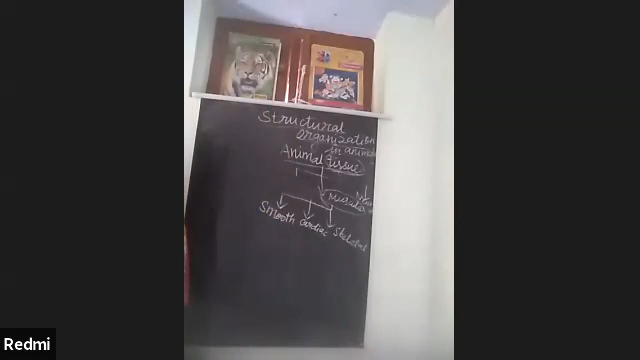 Structural
Organization
in animals
Animal tissue
Muscular
Smooth Cardiac Skeletal
Redmi